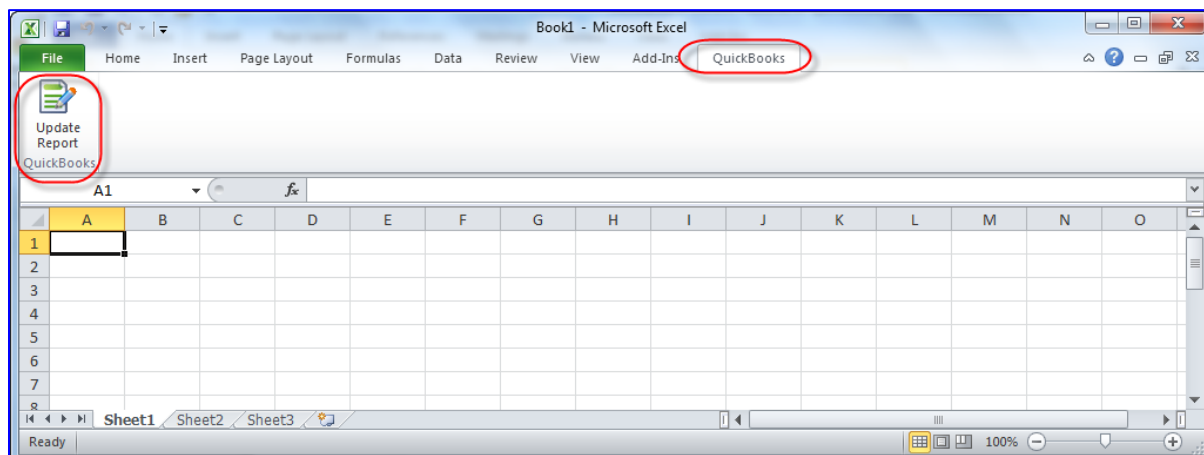 Book1 - Microsoft Excel
File Home Insert Page Layout Formulas Data Review View Add-Ins QuickBooks
Update
Report
QuickBooks
A1 fx
A B C D E F G H I J K L M N O
1
2
3
4
5
6
7
8
Sheet1 Sheet2 Sheet3
Ready 100%